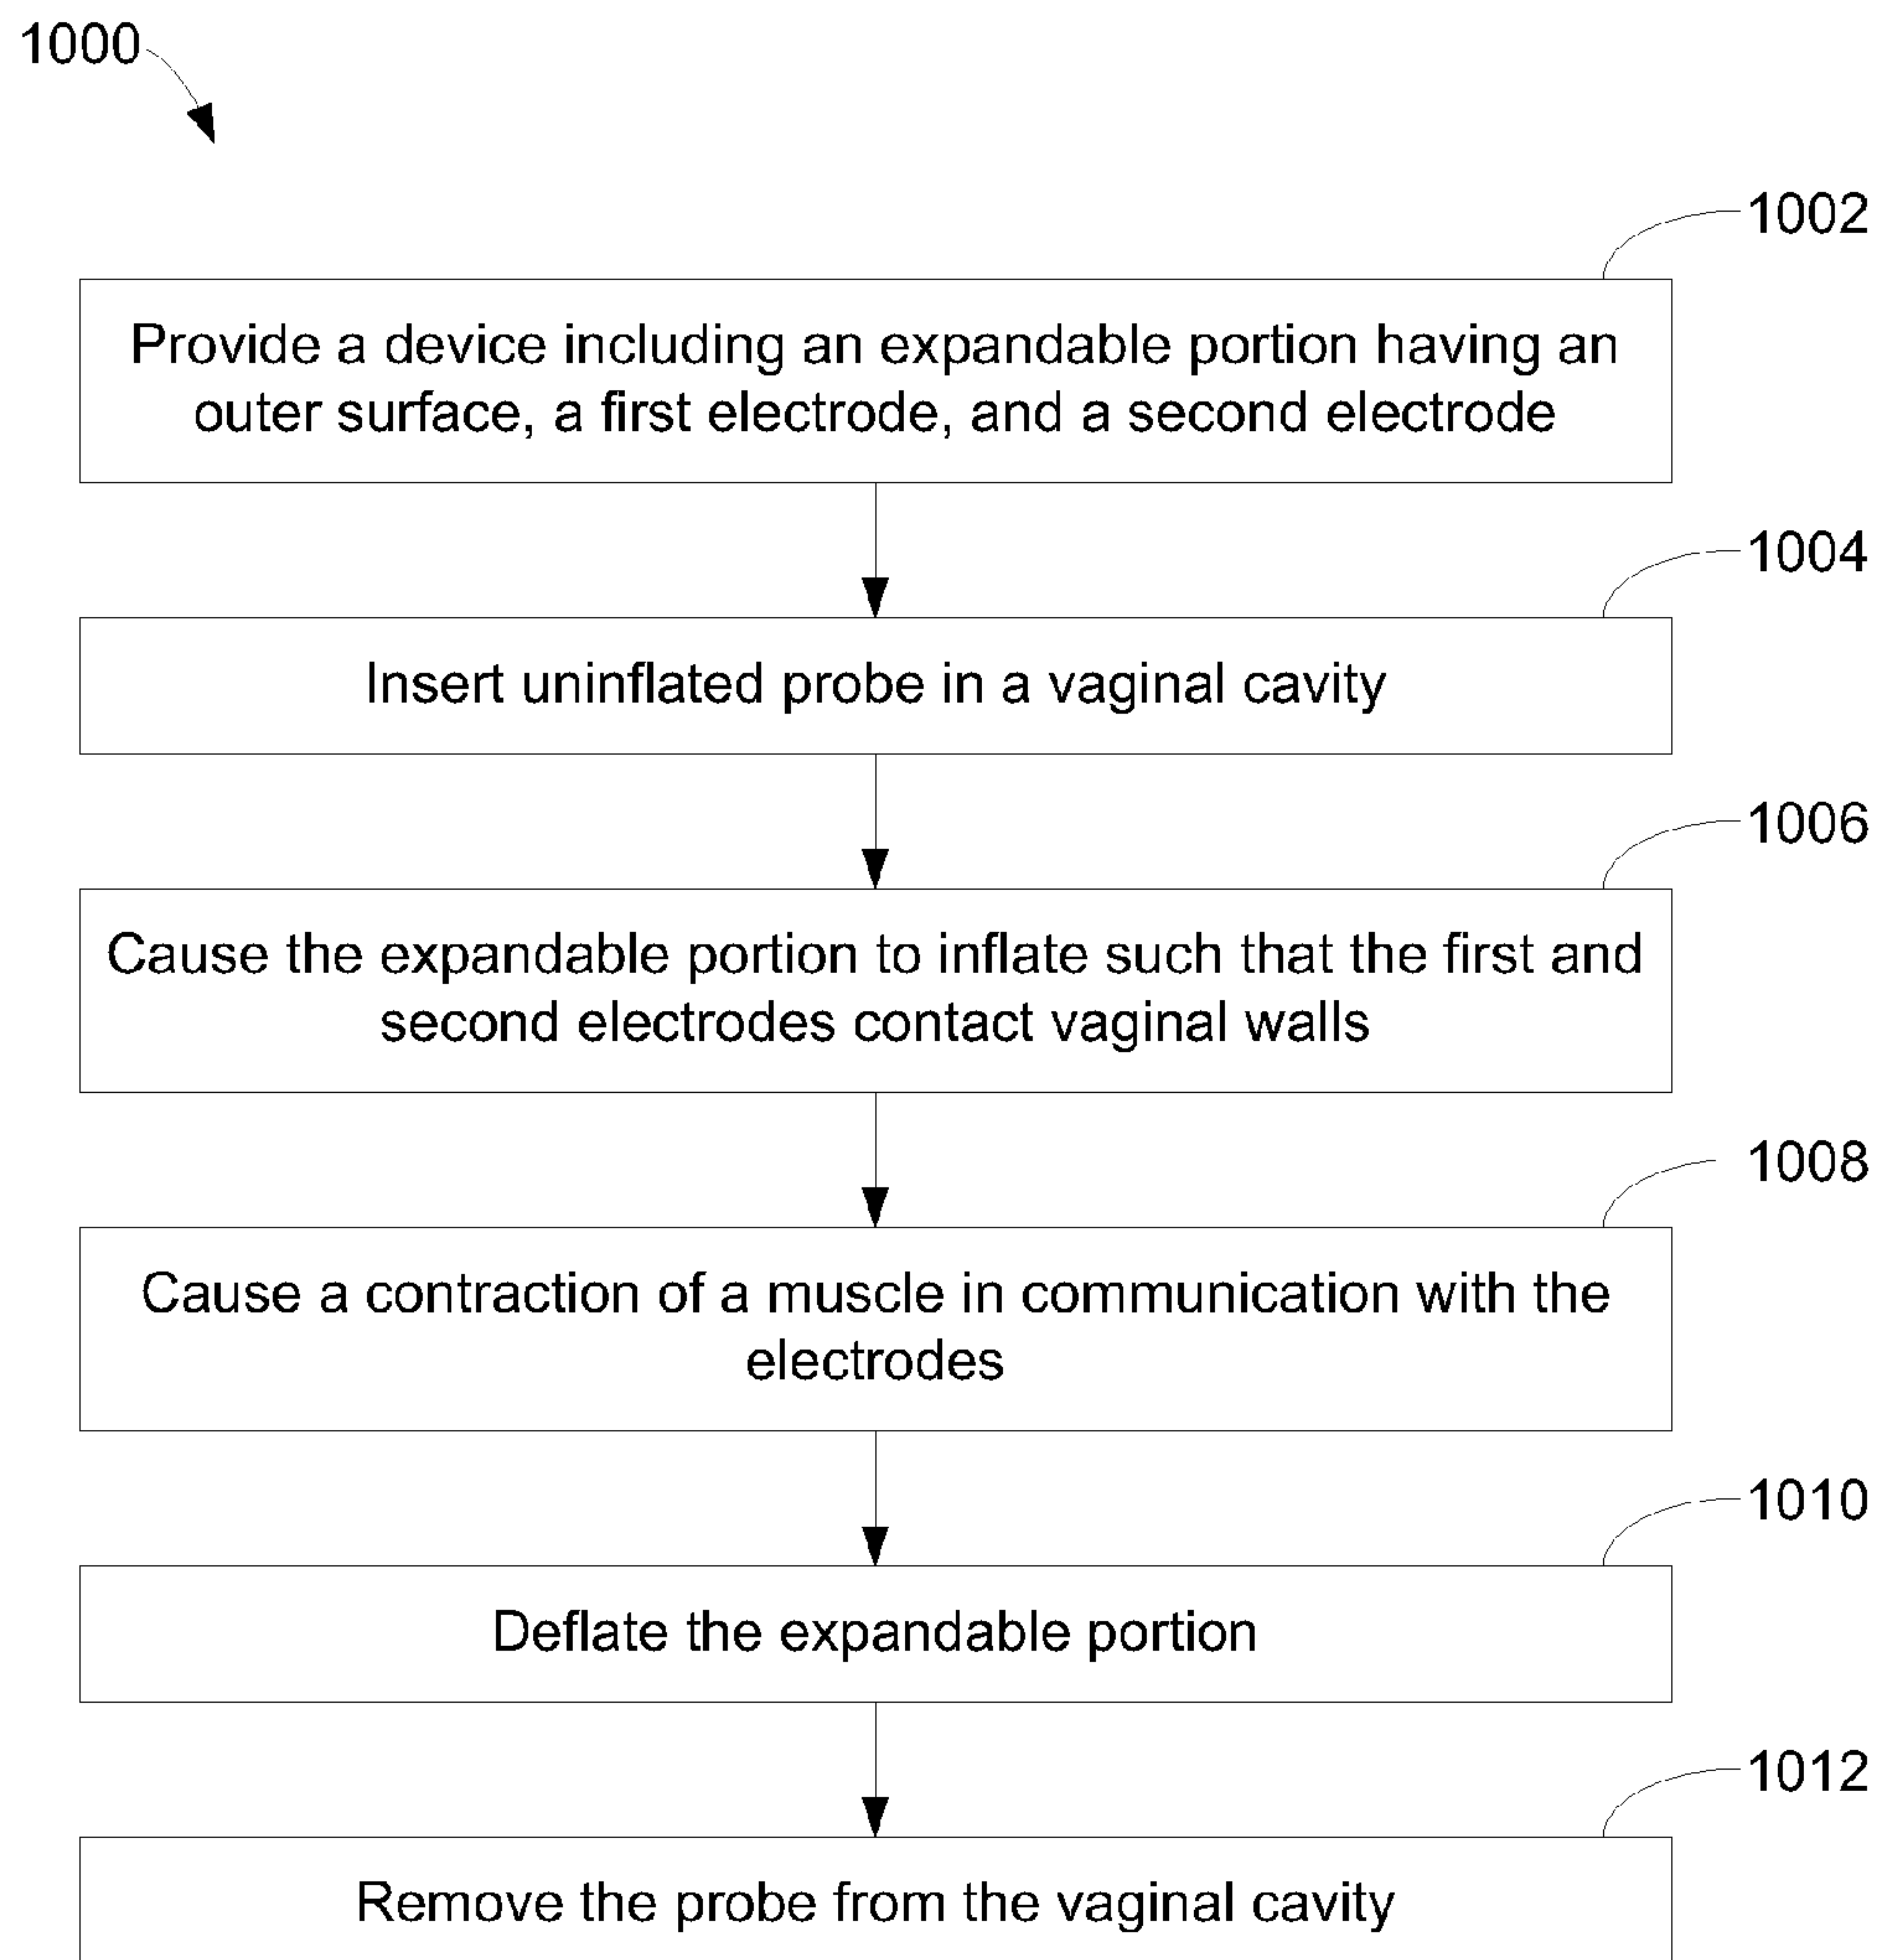 1000
1002
Provide a device including an expandable portion having an
outer surface, a first electrode, and a second electrode
1004
Insert uninflated probe in a vaginal cavity
1006
Cause the expandable portion to inflate such that the first and
second electrodes contact vaginal walls
1008
Cause a contraction of a muscle in communication with the
electrodes
1010
Deflate the expandable portion
1012
Remove the probe from the vaginal cavity